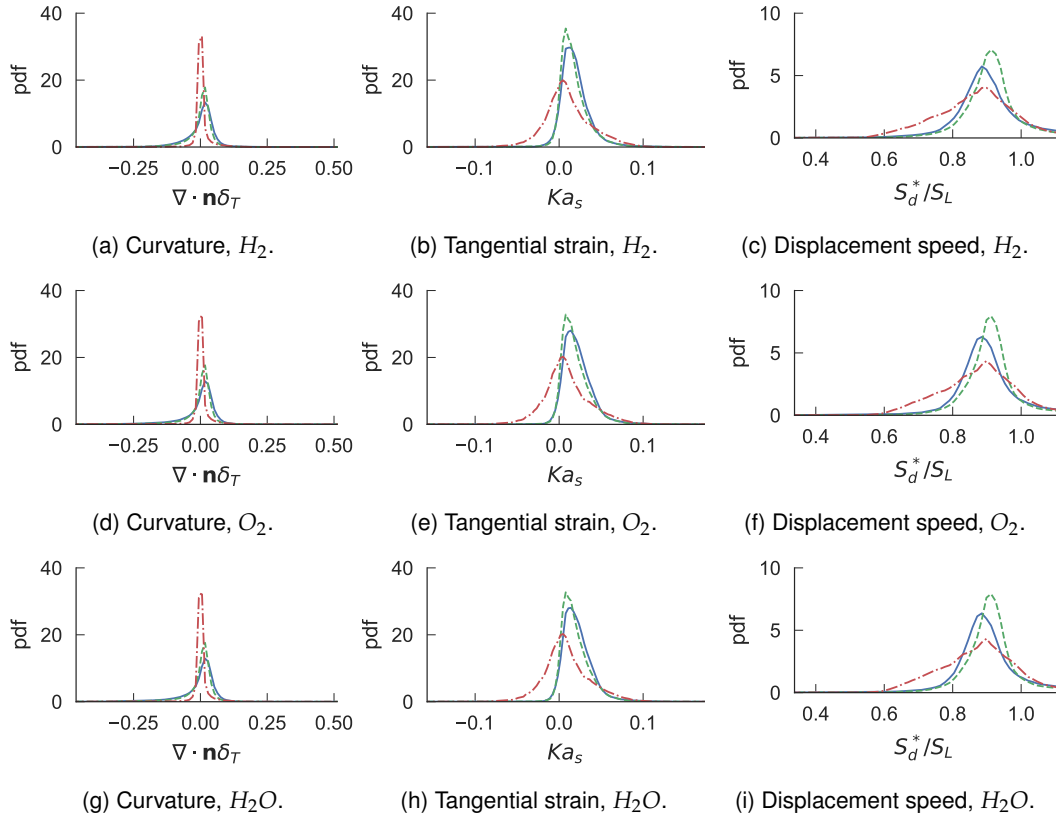 40
20
0
pdf
−0.25 0.00 0.25 0.50
∇ · nδ_T
(a) Curvature, H₂.
40
20
0
pdf
−0.1 0.0 0.1
Ka_s
(b) Tangential strain, H₂.
10
5
0
pdf
0.4 0.6 0.8 1.0
S_d^*/S_L
(c) Displacement speed, H₂.
40
20
0
pdf
−0.25 0.00 0.25 0.50
∇ · nδ_T
(d) Curvature, O₂.
40
20
0
pdf
−0.1 0.0 0.1
Ka_s
(e) Tangential strain, O₂.
10
5
0
pdf
0.4 0.6 0.8 1.0
S_d^*/S_L
(f) Displacement speed, O₂.
40
20
0
pdf
−0.25 0.00 0.25 0.50
∇ · nδ_T
(g) Curvature, H₂O.
40
20
0
pdf
−0.1 0.0 0.1
Ka_s
(h) Tangential strain, H₂O.
10
5
0
pdf
0.4 0.6 0.8 1.0
S_d^*/S_L
(i) Displacement speed, H₂O.